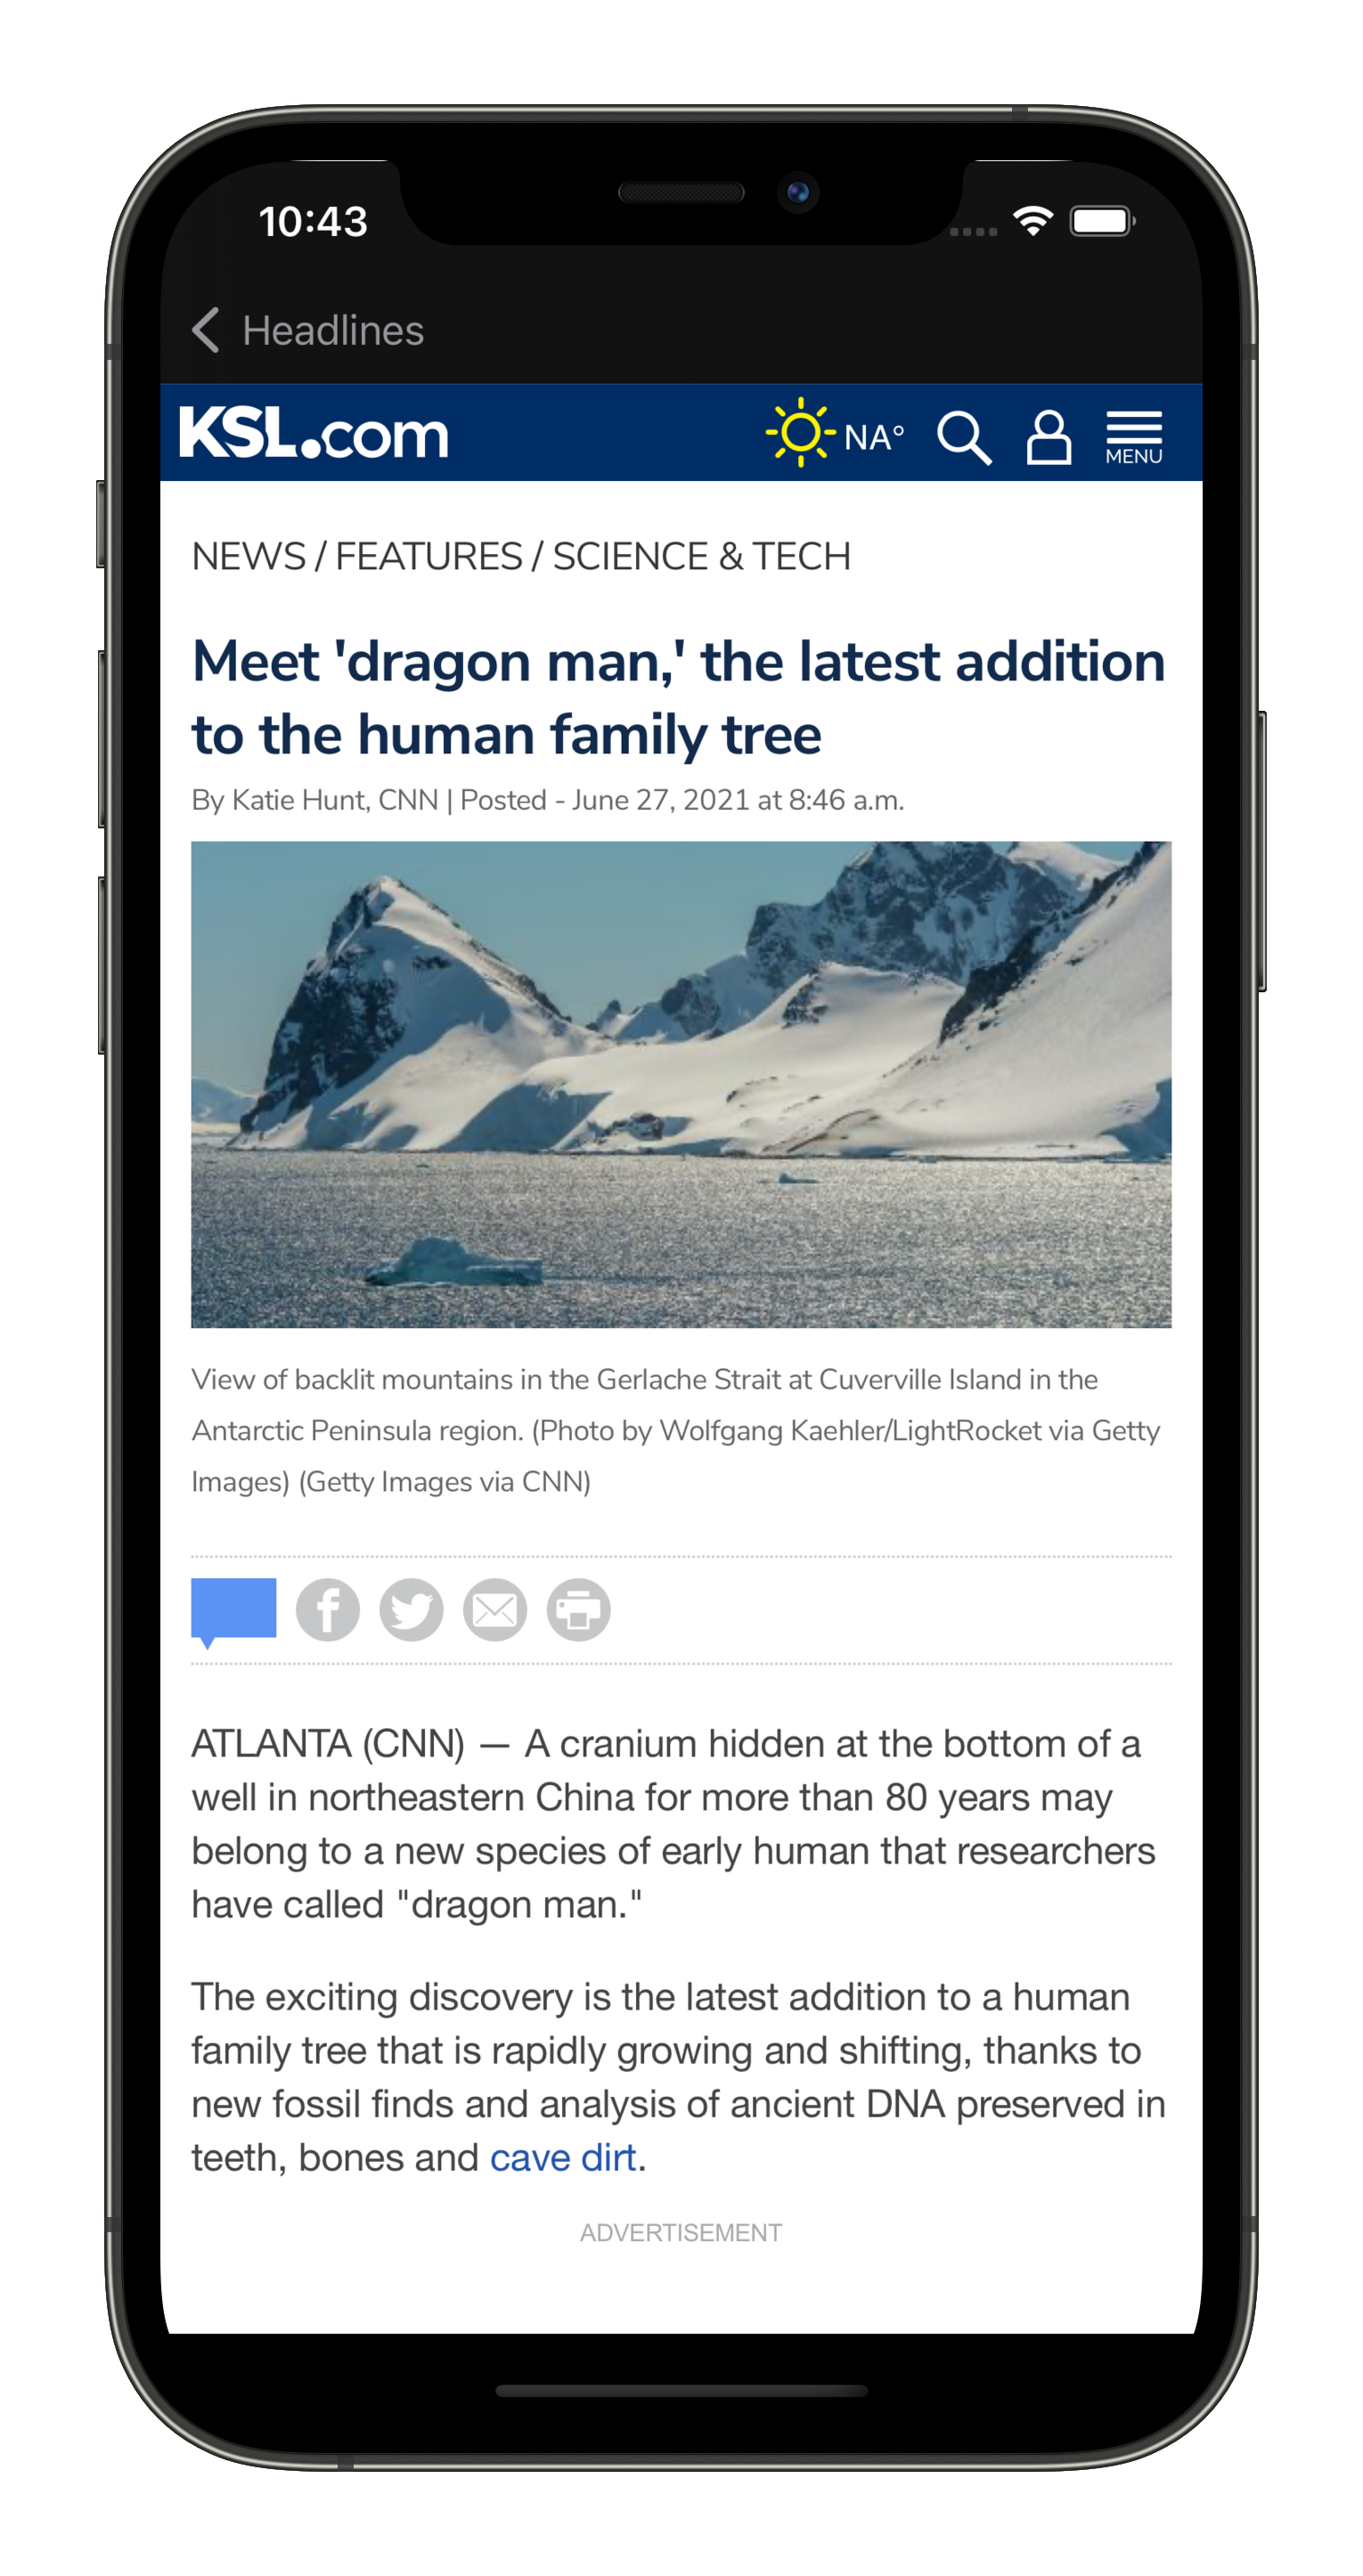 10:43
Headlines
KSL.com NA° MENU
NEWS / FEATURES / SCIENCE & TECH
Meet 'dragon man,' the latest addition
to the human family tree
By Katie Hunt, CNN | Posted - June 27, 2021 at 8:46 a.m.
View of backlit mountains in the Gerlache Strait at Cuverville Island in the
Antarctic Peninsula region. (Photo by Wolfgang Kaehler/LightRocket via Getty
Images) (Getty Images via CNN)
ATLANTA (CNN) — A cranium hidden at the bottom of a
well in northeastern China for more than 80 years may
belong to a new species of early human that researchers
have called "dragon man."
The exciting discovery is the latest addition to a human
family tree that is rapidly growing and shifting, thanks to
new fossil finds and analysis of ancient DNA preserved in
teeth, bones and cave dirt.
ADVERTISEMENT